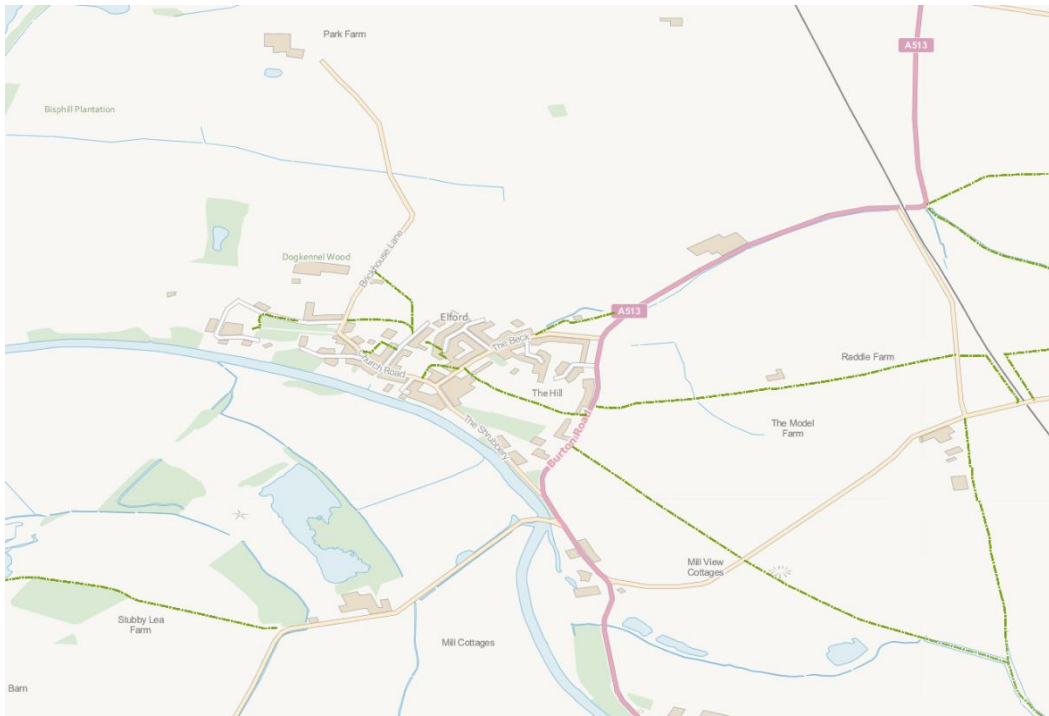 Park Farm
A513
Bisphill Plantation
Brickhouse Lane
Dogkennel Wood
Elford
A513
The Beck
Church Road
Raddle Farm
The Hill
The Shrubbery
Burton Road
The Model
Farm
Mill View
Cottages
Stubby Lea
Farm
Mill Cottages
Barn